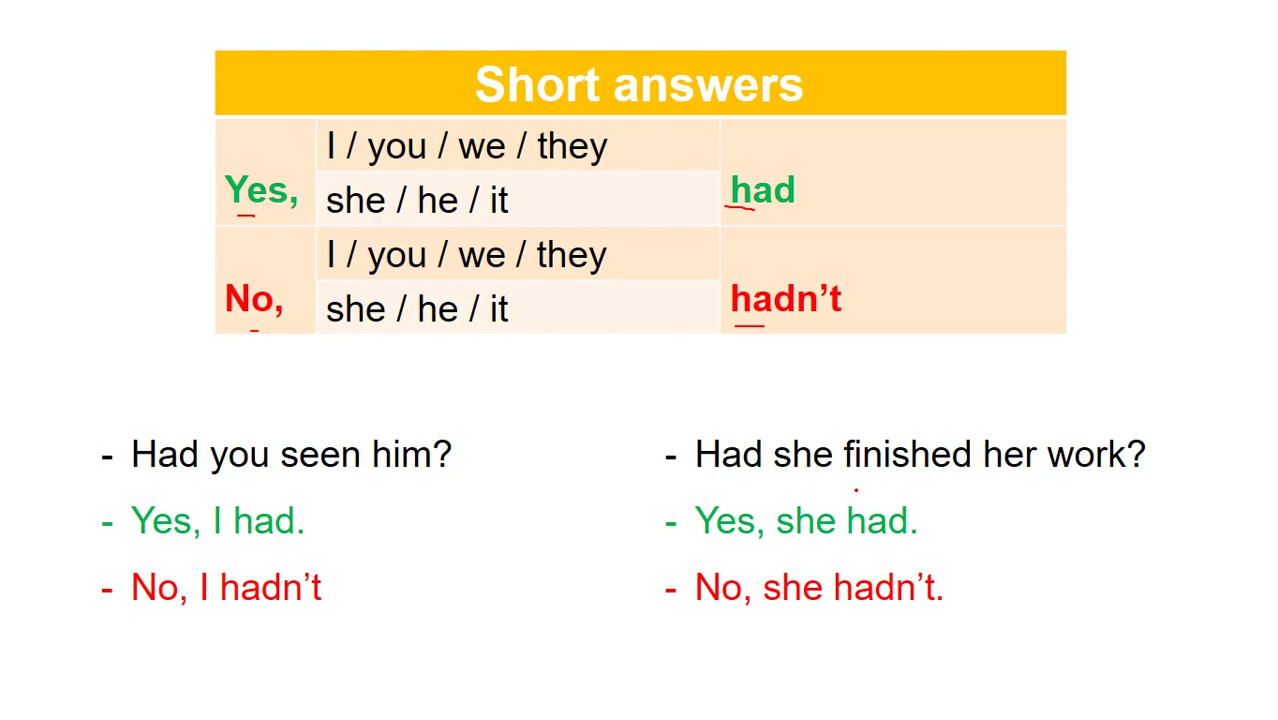 Short answers
I / you / we / they
Yes,
she / he / it
had
I / you / we / they
No,
she / he / it
hadn’t
- Had you seen him?
- Yes, I had.
- No, I hadn’t
- Had she finished her work?
- Yes, she had.
- No, she hadn’t.